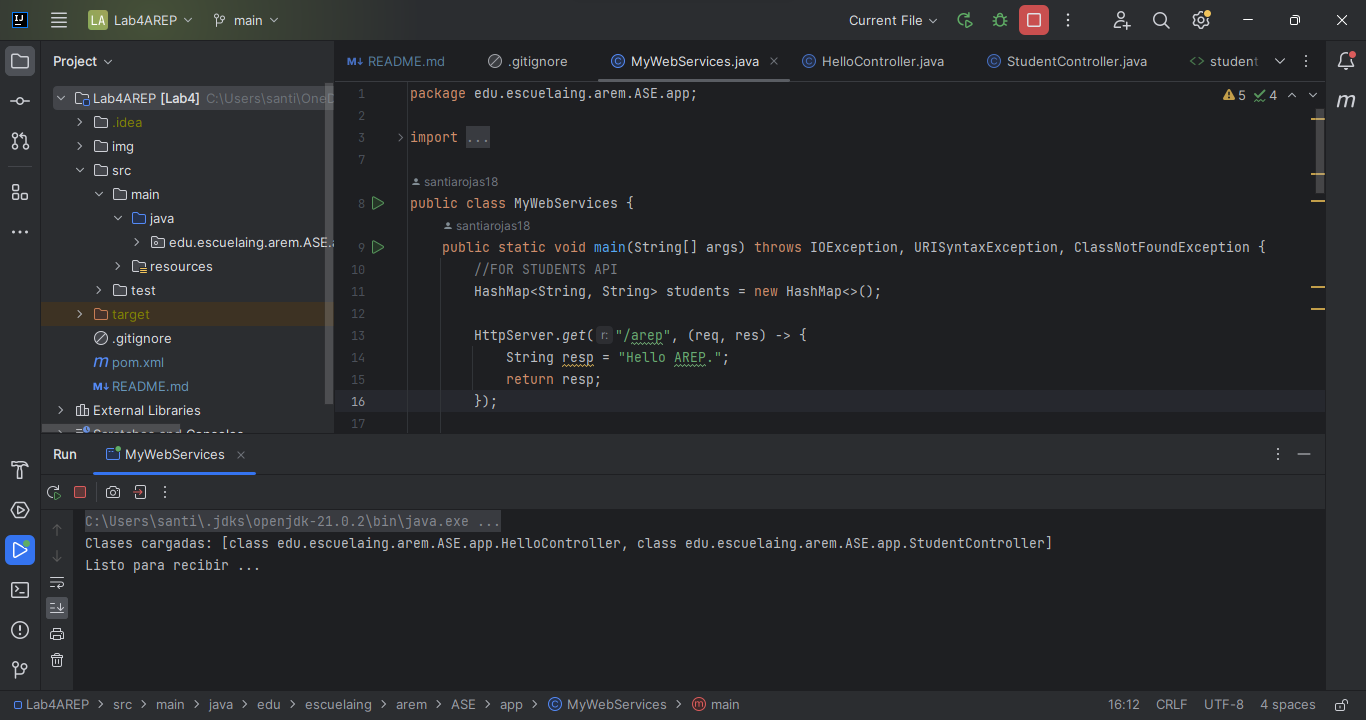 LA Lab4AREP main Current File
Project
README.md .gitignore MyWebServices.java HelloController.java StudentController.java student
Lab4AREP [Lab4] C:\Users\santi\OneD
.idea
img
src
main
java
edu.escuelaing.arem.ASE.a
resources
test
target
.gitignore
pom.xml
README.md
External Libraries
Scratches and Consoles
5 4
1 package edu.escuelaing.arem.ASE.app;
2
3 import ...
7
santiarojas18
8 public class MyWebServices {
santiarojas18
9 public static void main(String[] args) throws IOException, URISyntaxException, ClassNotFoundException {
10 //FOR STUDENTS API
11 HashMap<String, String> students = new HashMap<>();
12
13 HttpServer.get( r: "/arep", (req, res) -> {
14 String resp = "Hello AREP.";
15 return resp;
16 });
17
Run MyWebServices
C:\Users\santi\.jdks\openjdk-21.0.2\bin\java.exe ...
Clases cargadas: [class edu.escuelaing.arem.ASE.app.HelloController, class edu.escuelaing.arem.ASE.app.StudentController]
Listo para recibir ...
Lab4AREP > src > main > java > edu > escuelaing > arem > ASE > app > MyWebServices > main 16:12 CRLF UTF-8 4 spaces